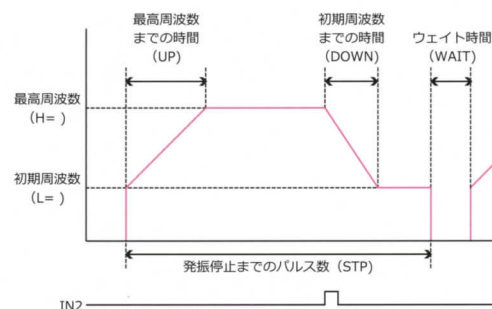 最高周波数
までの時間
(UP)
初期周波数
までの時間
(DOWN)
ウェイト時間
(WAIT)
最高周波数
(H= )
初期周波数
(L= )
発振停止までのパルス数 (STP)
IN2